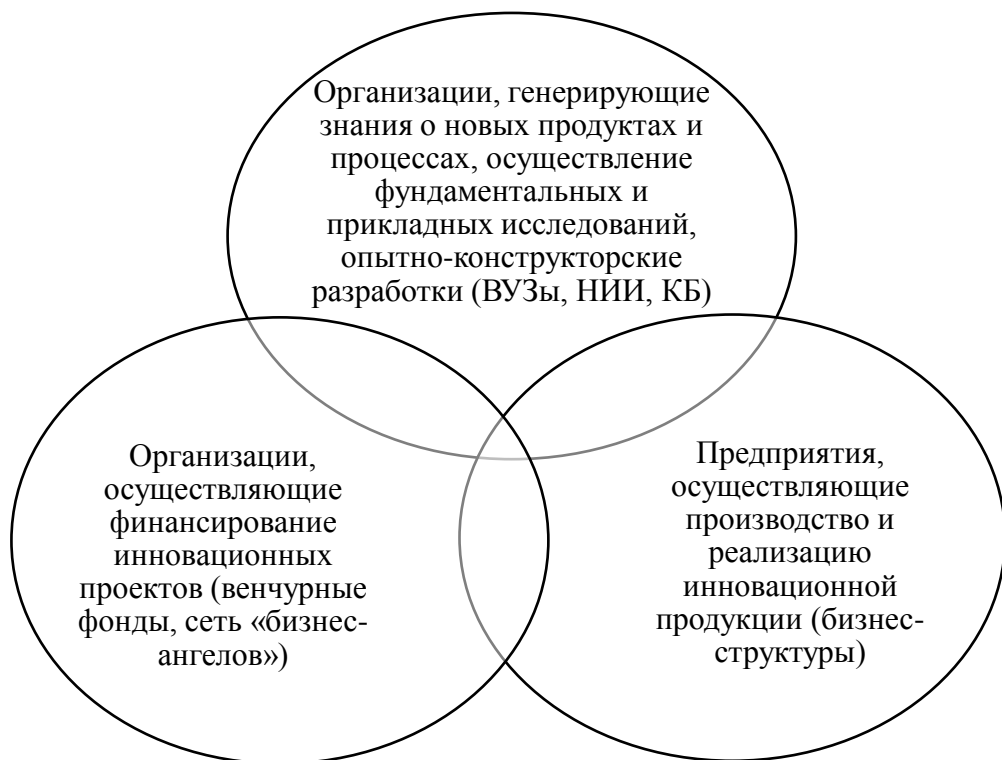 Организации, генерирующие
знания о новых продуктах и
процессах, осуществление
фундаментальных и
прикладных исследований,
опытно-конструкторские
разработки (ВУЗы, НИИ, КБ)
Организации,
осуществляющие
финансирование
инновационных
проектов (венчурные
фонды, сеть «бизнес-
ангелов»)
Предприятия,
осуществляющие
производство и
реализацию
инновационной
продукции (бизнес-
структуры)